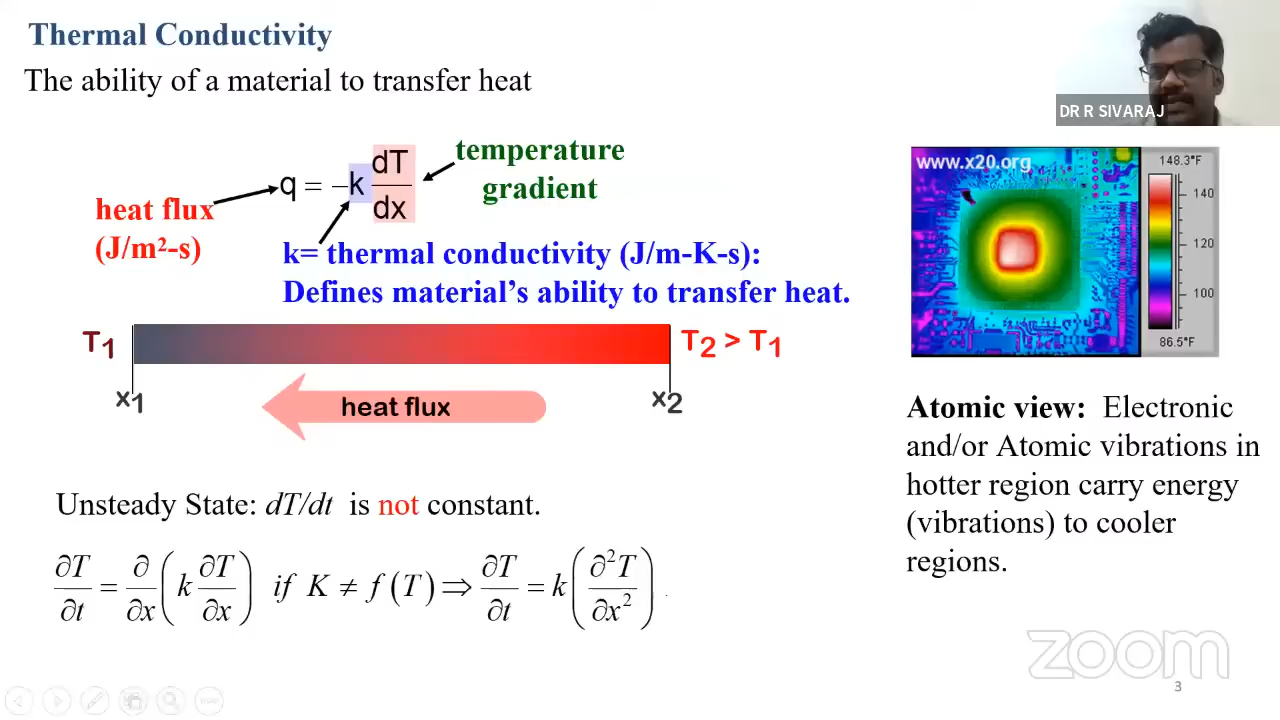 Thermal Conductivity
The ability of a material to transfer heat
DR R SIVARAJ
q = –k dT/dx
temperature
gradient
heat flux
(J/m²-s)
k= thermal conductivity (J/m-K-s):
Defines material’s ability to transfer heat.
T₁
T₂ > T₁
x₁
x₂
heat flux
www.x20.org
148.3°F
140
120
100
86.5°F
Atomic view: Electronic
and/or Atomic vibrations in
hotter region carry energy
(vibrations) to cooler
regions.
Unsteady State: dT/dt is not constant.
∂T/∂t = ∂/∂x (k ∂T/∂x) if K ≠ f (T) ⇒ ∂T/∂t = k (∂²T/∂x²)
zoom
3